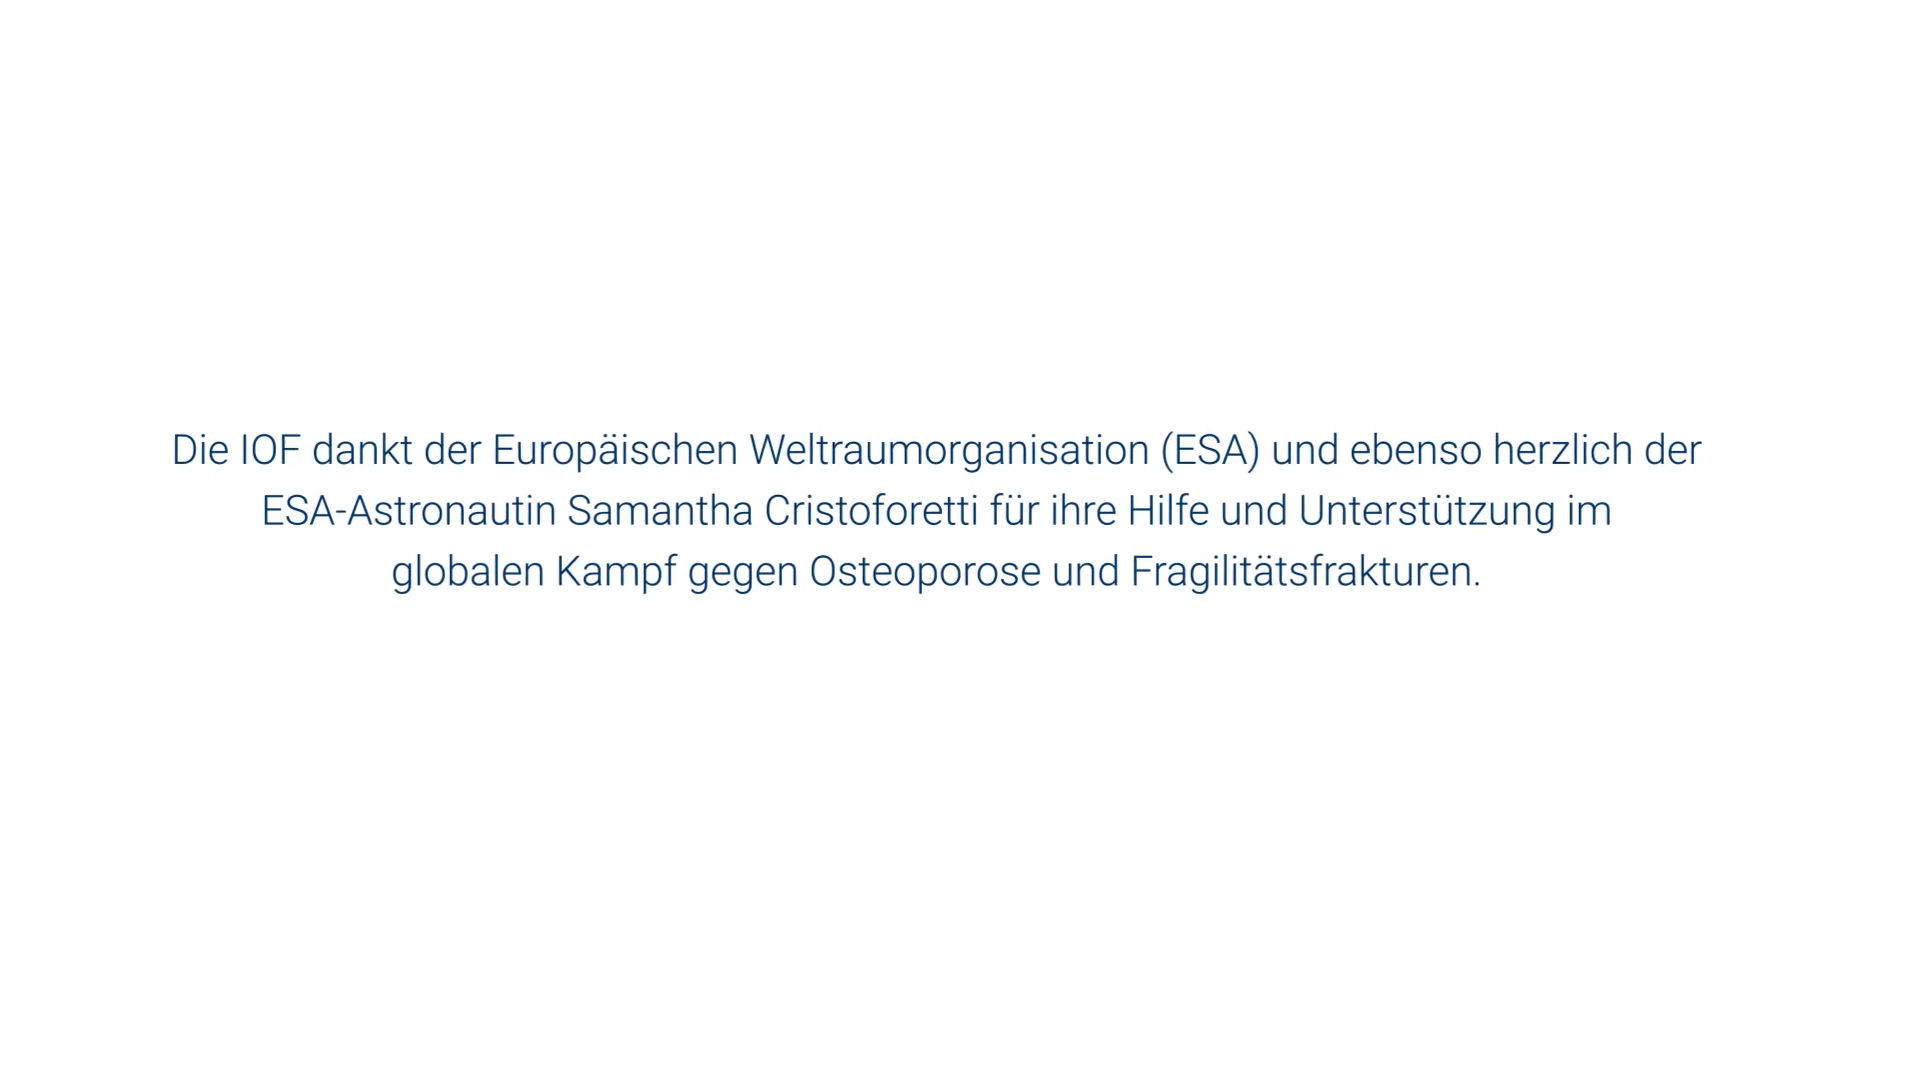 Die IOF dankt der Europäischen Weltraumorganisation (ESA) und ebenso herzlich der
ESA-Astronautin Samantha Cristoforetti für ihre Hilfe und Unterstützung im
globalen Kampf gegen Osteoporose und Fragilitätsfrakturen.